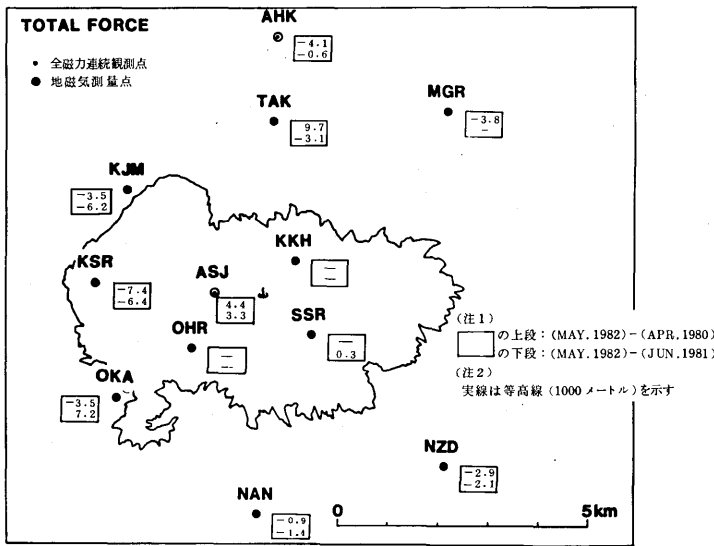 TOTAL FORCE
・ 全磁力連続観測点
● 地磁気測量点
AHK
−4.1
−0.6
TAK
9.7
−3.1
MGR
−3.8
−
KJM
−3.5
−6.2
KKH
—
—
KSR
−7.4
−6.4
ASJ
4.4
3.3
OHR
—
—
SSR
—
0.3
(注1)
の上段：(MAY,1982)−(APR,1980)
の下段：(MAY,1982)−(JUN,1981)
(注2)
実線は等高線(1000メートル)を示す
OKA
−3.5
7.2
NZD
−2.9
−2.1
NAN
−0.9
−1.4
0 5km